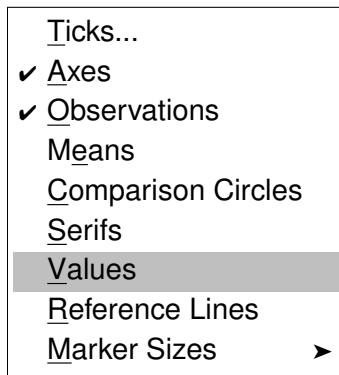 Ticks...
✔ Axes
✔ Observations
Means
Comparison Circles
Serifs
Values
Reference Lines
Marker Sizes ➤